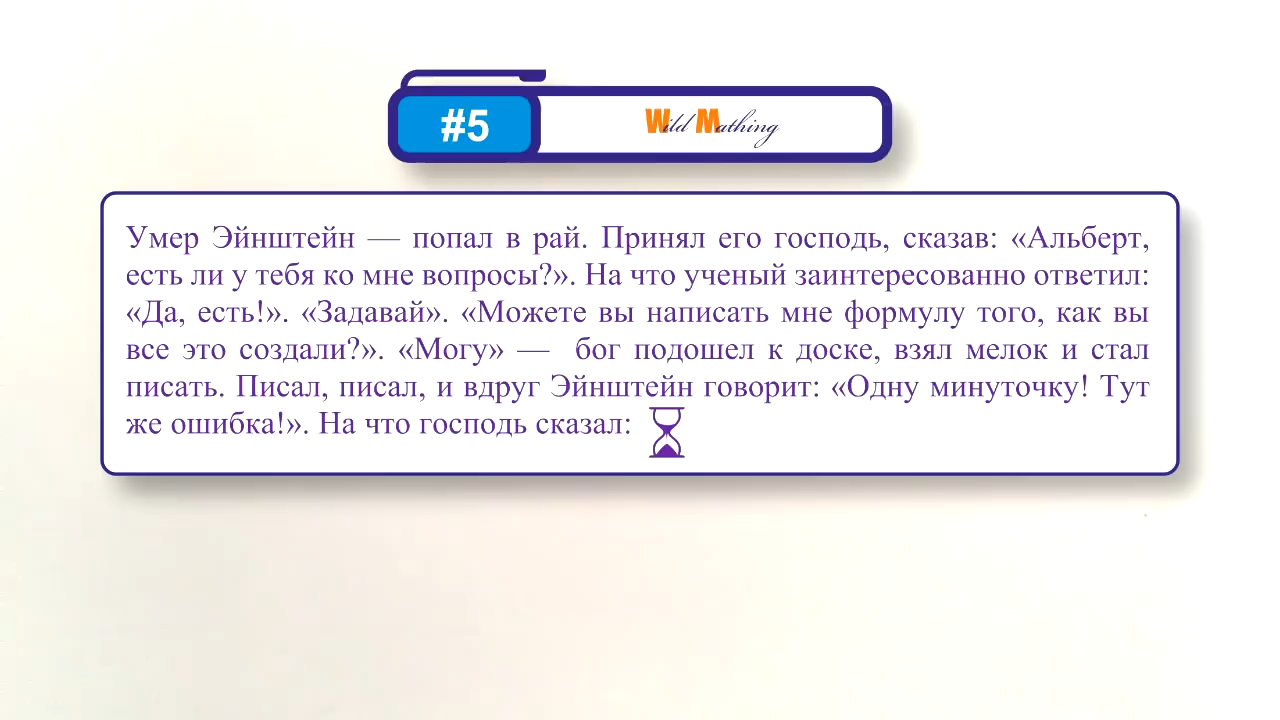 #5
Wild Mathing
Умер Эйнштейн — попал в рай. Принял его господь, сказав: «Альберт,
есть ли у тебя ко мне вопросы?». На что ученый заинтересованно ответил:
«Да, есть!». «Задавай». «Можете вы написать мне формулу того, как вы
все это создали?». «Могу» — бог подошел к доске, взял мелок и стал
писать. Писал, писал, и вдруг Эйнштейн говорит: «Одну минуточку! Тут
же ошибка!». На что господь сказал: